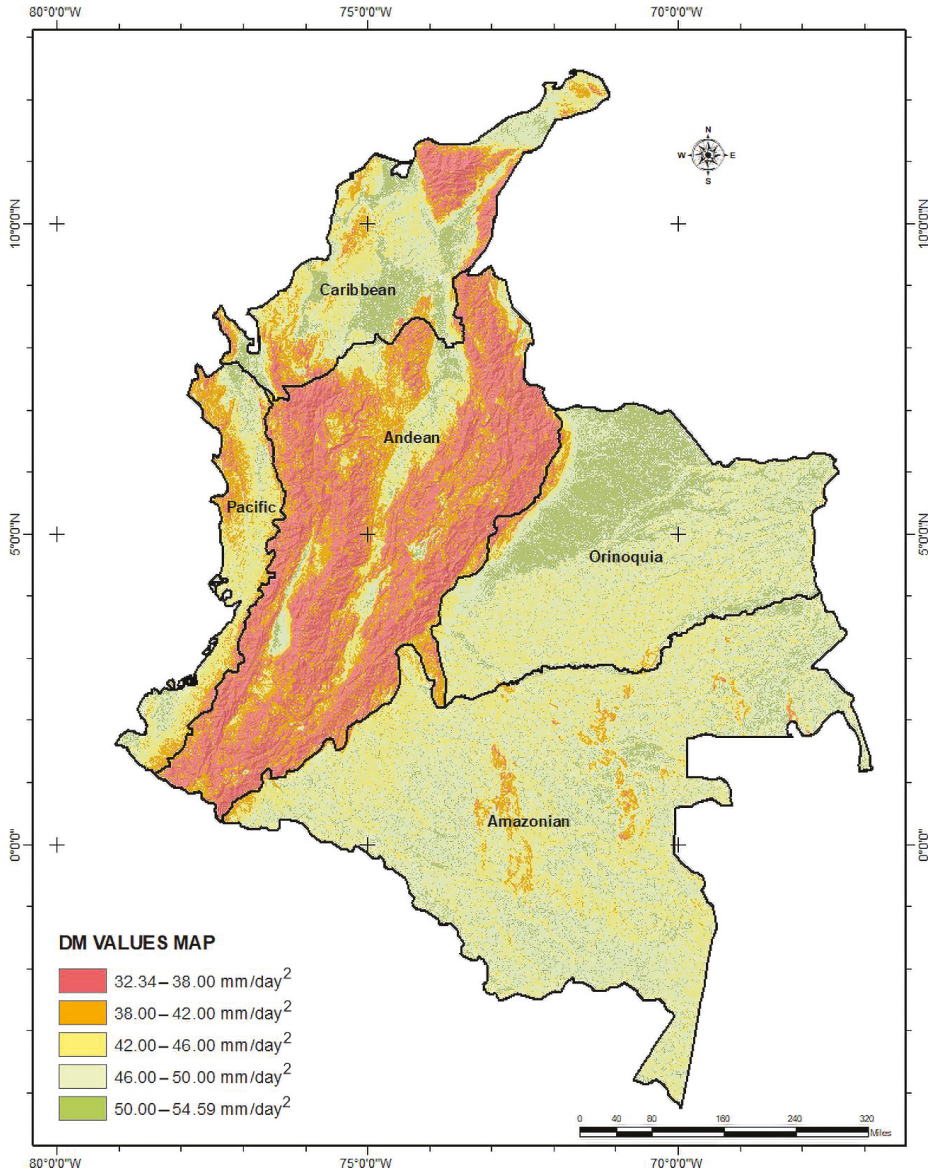 80°0'0"W 75°0'0"W 70°0'0"W
N
W E
S
10°0'0"N 10°0'0"N
Caribbean
Andean
Pacific
5°0'0"N 5°0'0"N
Orinoquia
Amazonian
0°0'0" 0°0'0"
DM VALUES MAP
32.34 – 38.00 mm/day²
38.00 – 42.00 mm/day²
42.00 – 46.00 mm/day²
46.00 – 50.00 mm/day²
50.00 – 54.59 mm/day²
0 40 80 160 240 320
Miles
80°0'0"W 75°0'0"W 70°0'0"W